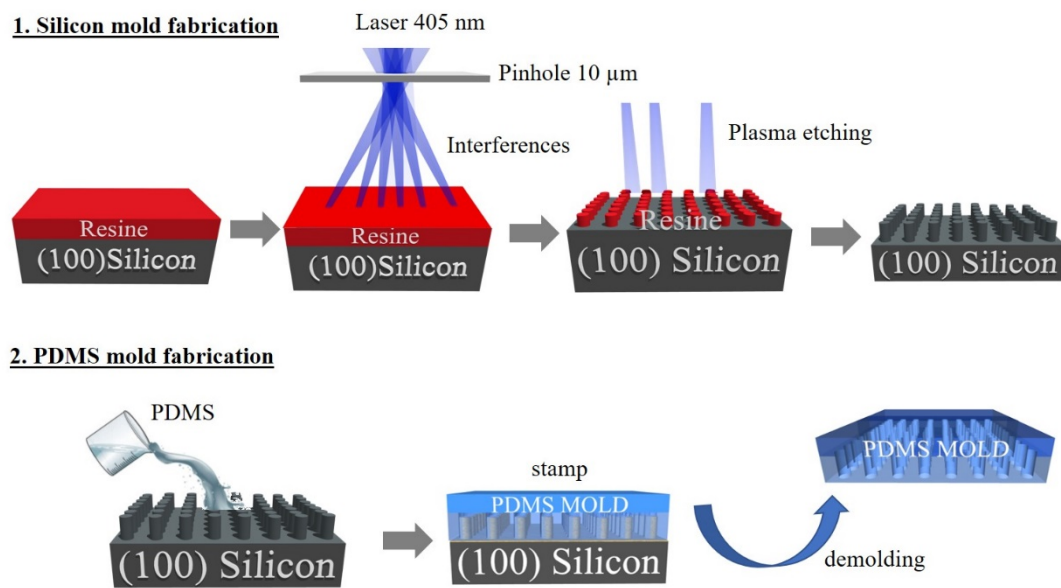 1. Silicon mold fabrication
Laser 405 nm
Pinhole 10 µm
Interferences
Plasma etching
Resine
(100)Silicon
Resine
(100)Silicon
Resine
(100) Silicon
(100) Silicon
2. PDMS mold fabrication
PDMS
(100) Silicon
stamp
PDMS MOLD
(100) Silicon
PDMS MOLD
demolding